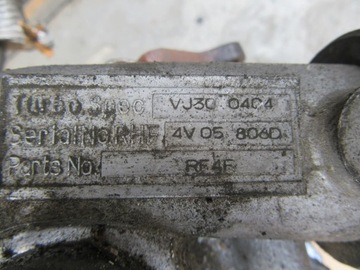 Turbo Spec VJ30 0404
Serial No. RHF 4V 05 806D
Parts No. RF4F